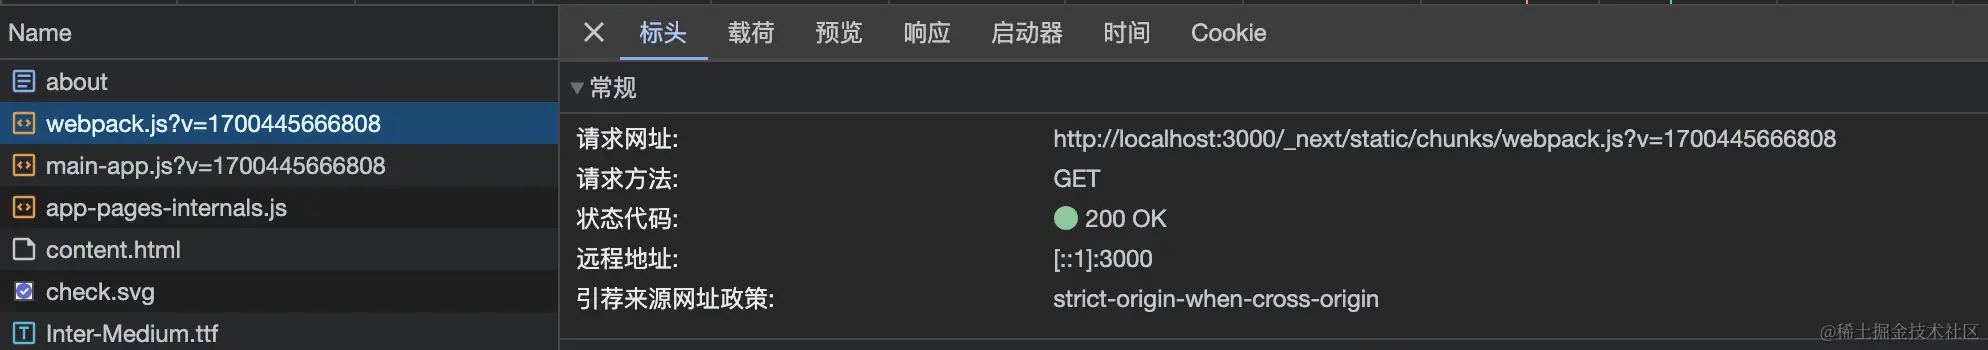 Name
about
webpack.js?v=1700445666808
main-app.js?v=1700445666808
app-pages-internals.js
content.html
check.svg
Inter-Medium.ttf
标头 载荷 预览 响应 启动器 时间 Cookie
常规
请求网址: http://localhost:3000/_next/static/chunks/webpack.js?v=1700445666808
请求方法: GET
状态代码: 200 OK
远程地址: [::1]:3000
引荐来源网址政策: strict-origin-when-cross-origin
@稀土掘金技术社区